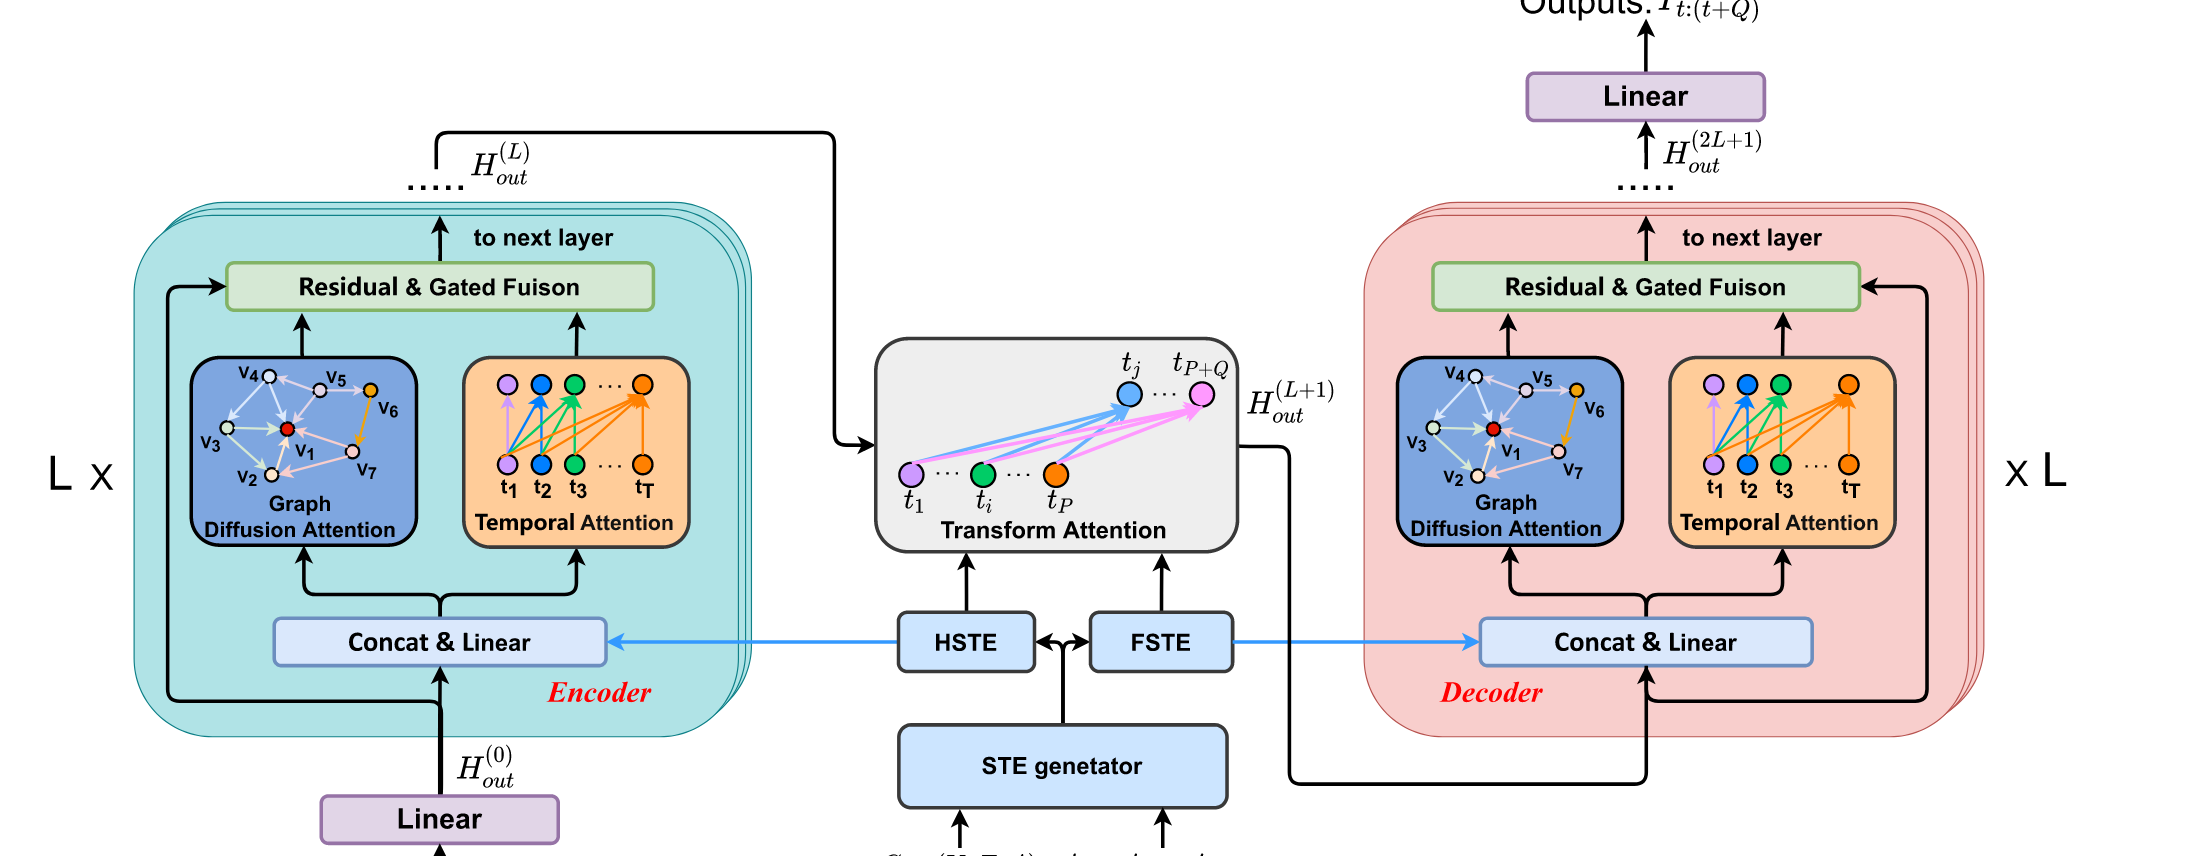 Outputs:
t:(t+Q)
Linear
H_{out}^{(2L+1)}
.....
to next layer
Residual & Gated Fuison
V4 V5 V6 V3 V1 V2 V7
Graph
Diffusion Attention
...
...
t1 t2 t3 tT
Temporal Attention
Concat & Linear
Decoder
X L
H_{out}^{(L)}
.....
to next layer
Residual & Gated Fuison
V4 V5 V6 V3 V1 V2 V7
Graph
Diffusion Attention
...
...
t1 t2 t3 tT
Temporal Attention
Concat & Linear
Encoder
L X
H_{out}^{(0)}
Linear
t_j ... t_{P+Q}
... ...
t_1 t_i t_P
Transform Attention
H_{out}^{(L+1)}
HSTE
FSTE
STE genetator